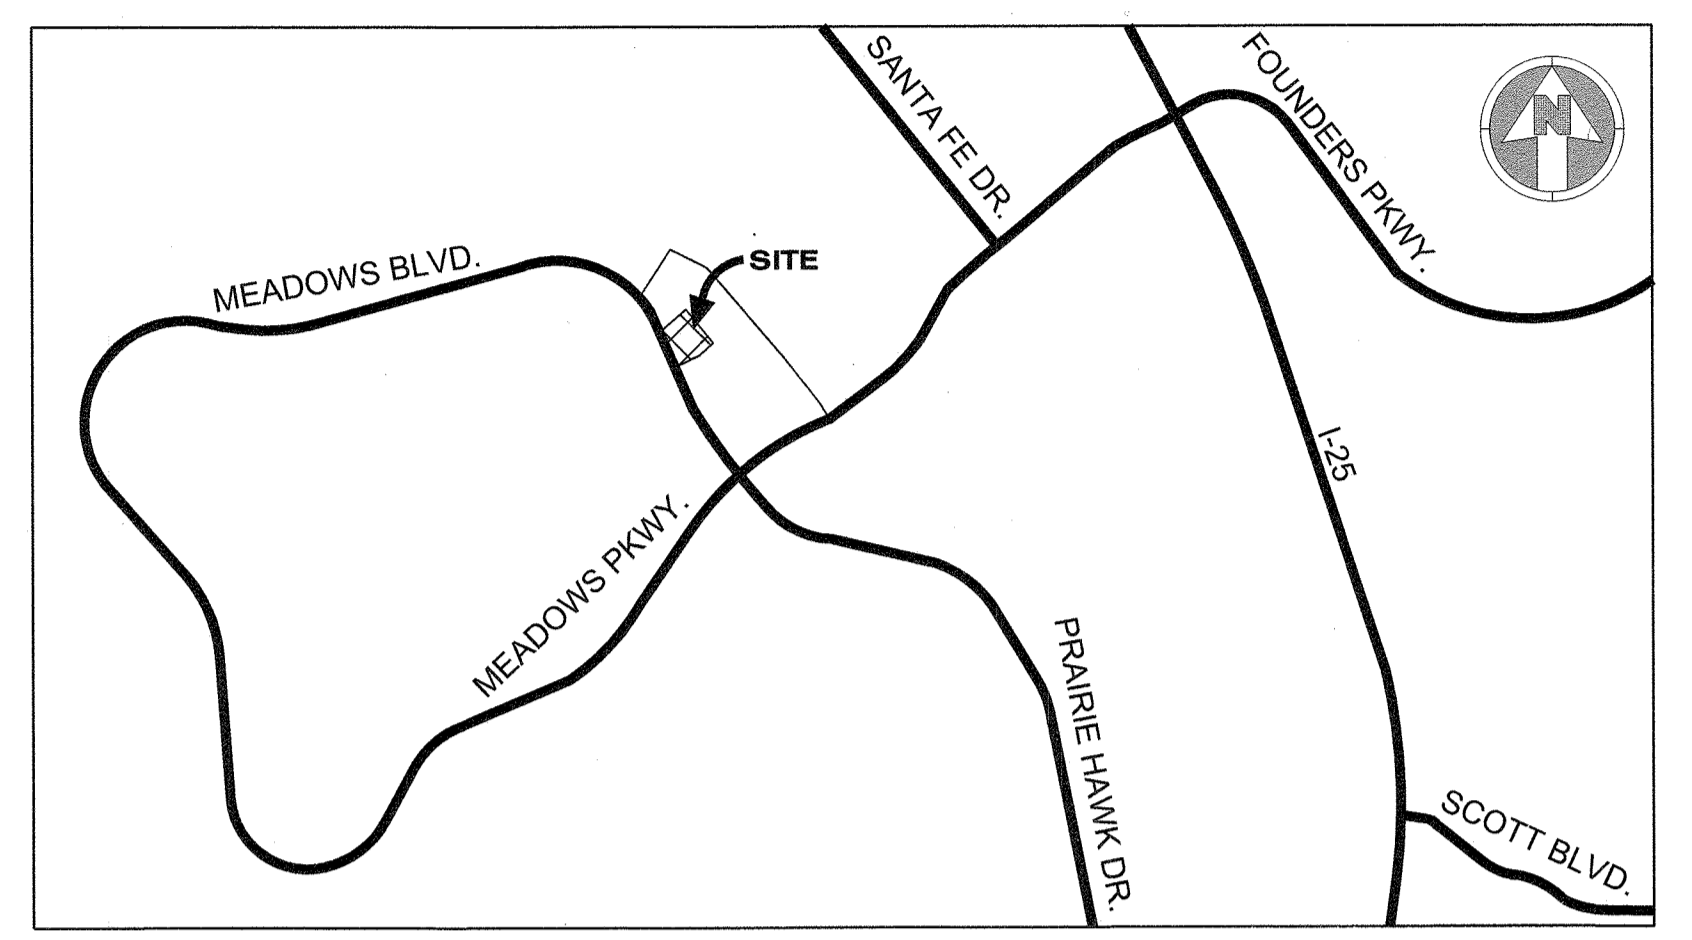 SANTA FE DR.
FOUNDERS PKWY.
N
MEADOWS BLVD.
SITE
I-25
MEADOWS PKWY.
PRAIRIE HAWK DR.
SCOTT BLVD.